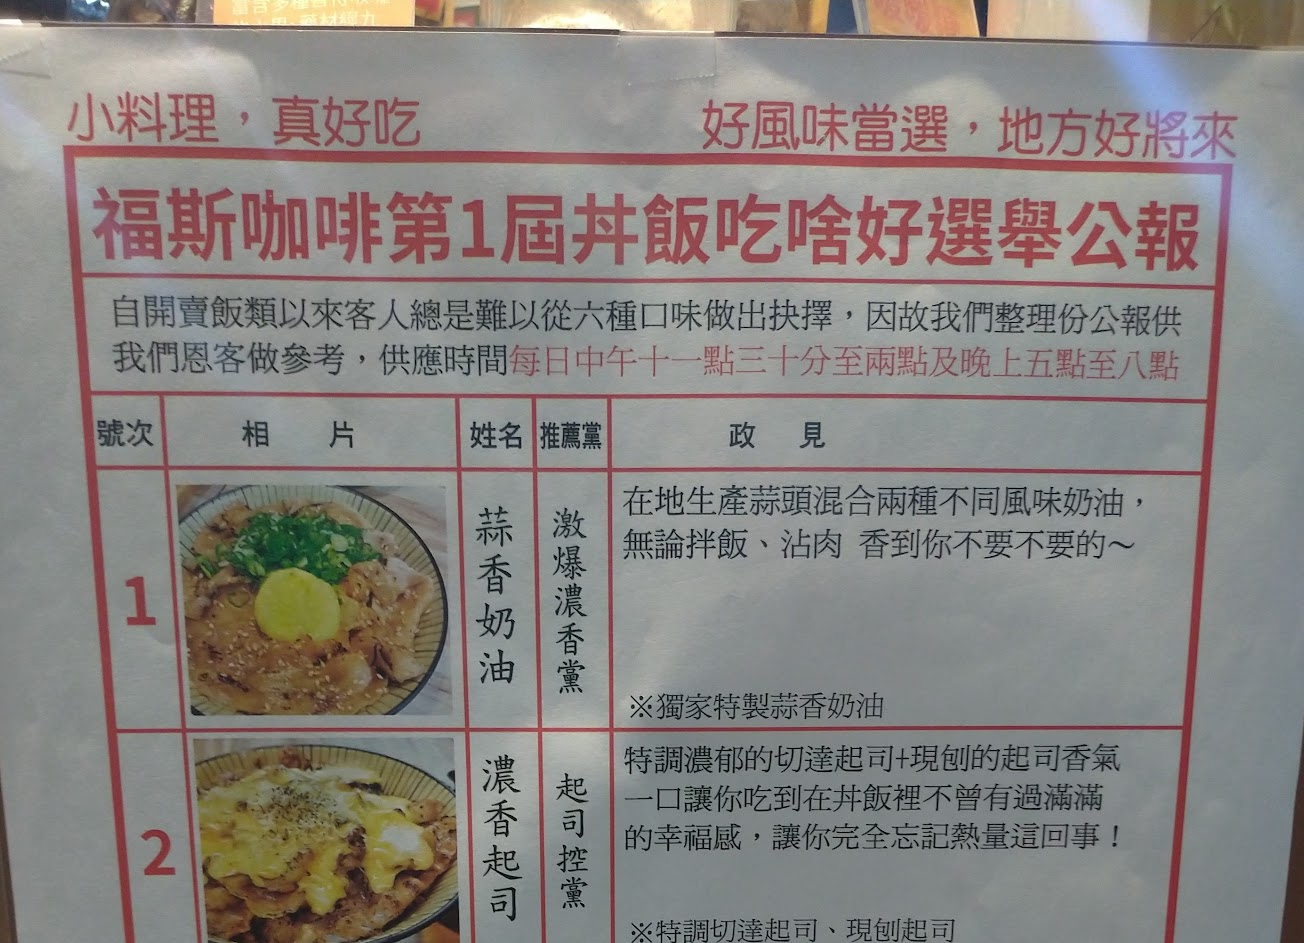 小料理，真好吃
好風味當選，地方好將來
福斯咖啡第1屆丼飯吃啥好選舉公報
自開賣飯類以來客人總是難以從六種口味做出抉擇，因故我們整理份公報供
我們恩客做參考，供應時間每日中午十一點三十分至兩點及晚上五點至八點
號次 相片 姓名 推薦黨 政見
1
蒜香奶油
激爆濃香黨
在地生產蒜頭混合兩種不同風味奶油，
無論拌飯、沾肉 香到你不要不要的～
※獨家特製蒜香奶油
2
濃香起司
起司控黨
特調濃郁的切達起司+現刨的起司香氣
一口讓你吃到在丼飯裡不曾有過滿滿
的幸福感，讓你完全忘記熱量這回事！
※特調切達起司、現刨起司